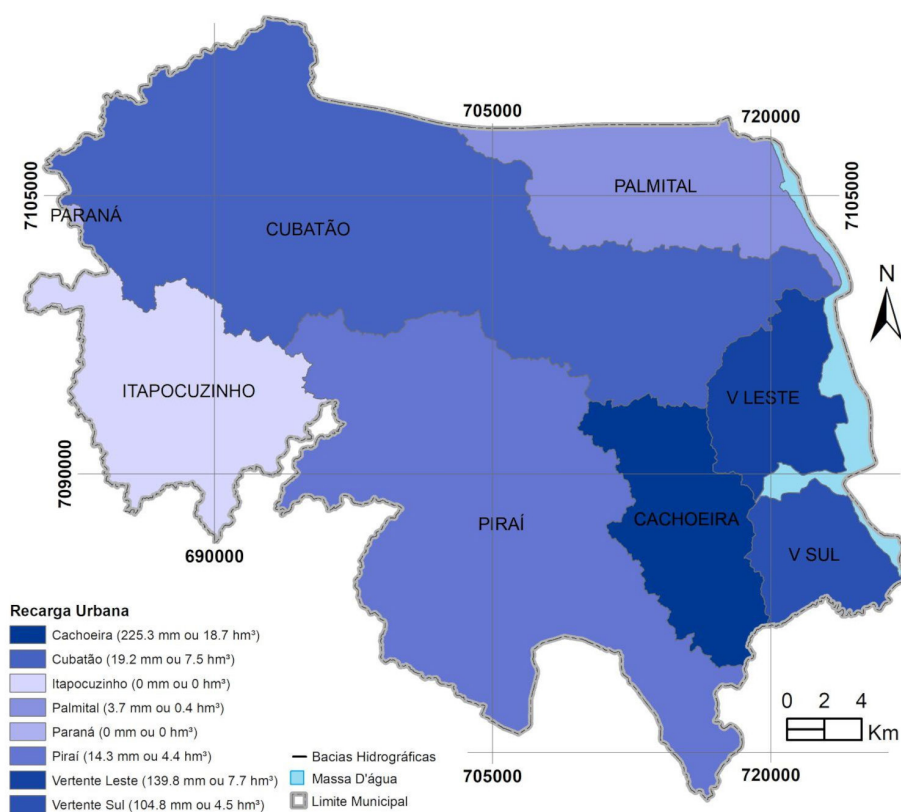 705000
720000
7105000
PALMITAL
7105000
PARANÁ
CUBATÃO
N
ITAPOCUZINHO
V LESTE
7090000
PIRAÍ
CACHOEIRA
690000
V SUL
Recarga Urbana
Cachoeira (225.3 mm ou 18.7 hm³)
Cubatão (19.2 mm ou 7.5 hm³)
Itapocuzinho (0 mm ou 0 hm³)
Palmital (3.7 mm ou 0.4 hm³)
Paraná (0 mm ou 0 hm³)
Piraí (14.3 mm ou 4.4 hm³)
Vertente Leste (139.8 mm ou 7.7 hm³)
Vertente Sul (104.8 mm ou 4.5 hm³)
Bacias Hidrográficas
Massa D'água
Limite Municipal
705000
720000
0 2 4
Km